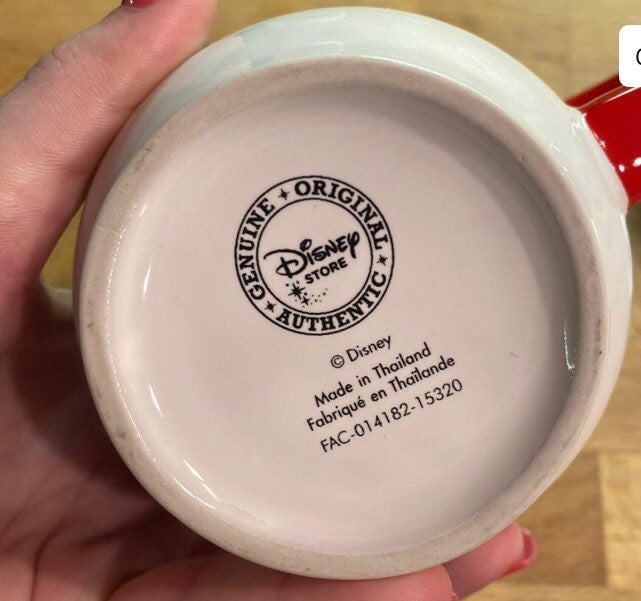 GENUINE ORIGINAL AUTHENTIC
Disney
STORE
© Disney
Made in Thailand
Fabriqué en Thaïlande
FAC-014182-15320